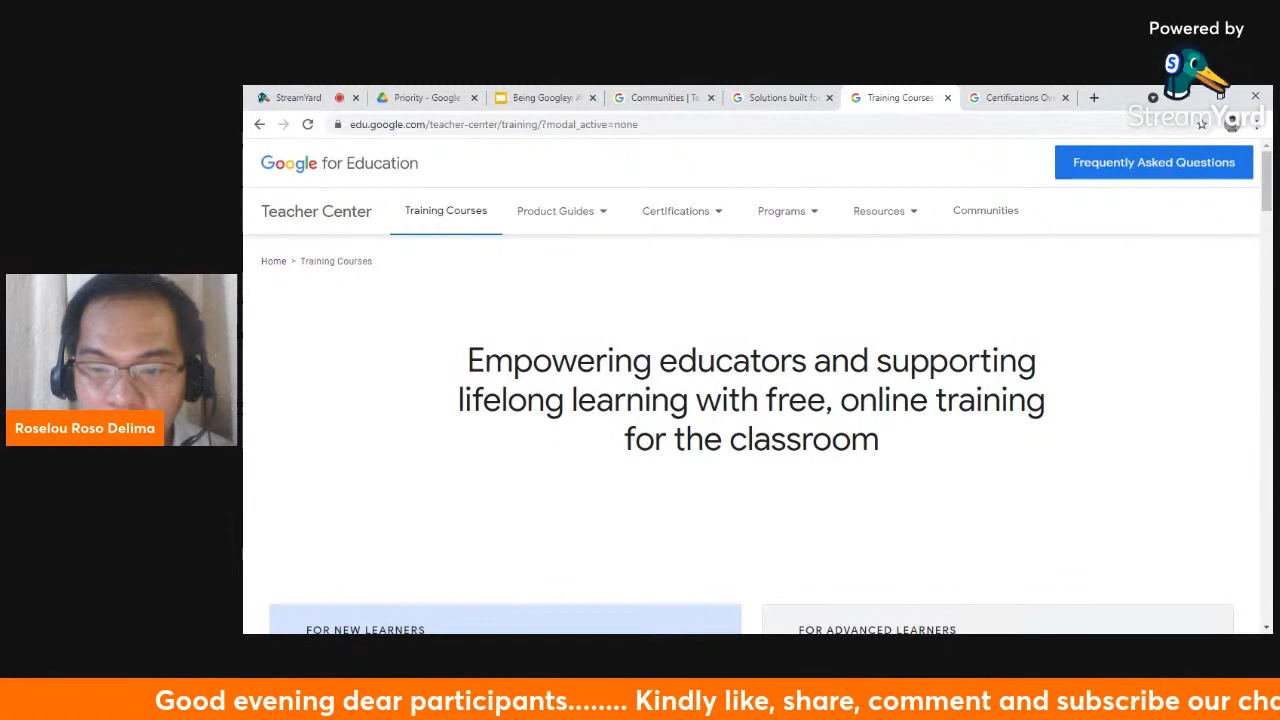 Powered by
S
StreamYard
StreamYard
Priority - Google
Being Googley:
Communities | Te
Solutions built fo
Training Courses
Certifications Ov
edu.google.com/teacher-center/training/?modal_active=none
Google for Education
Frequently Asked Questions
Teacher Center
Training Courses
Product Guides
Certifications
Programs
Resources
Communities
Home > Training Courses
Empowering educators and supporting
lifelong learning with free, online training
for the classroom
Roselou Roso Delima
FOR NEW LEARNERS
FOR ADVANCED LEARNERS
Good evening dear participants........ Kindly like, share, comment and subscribe our cha